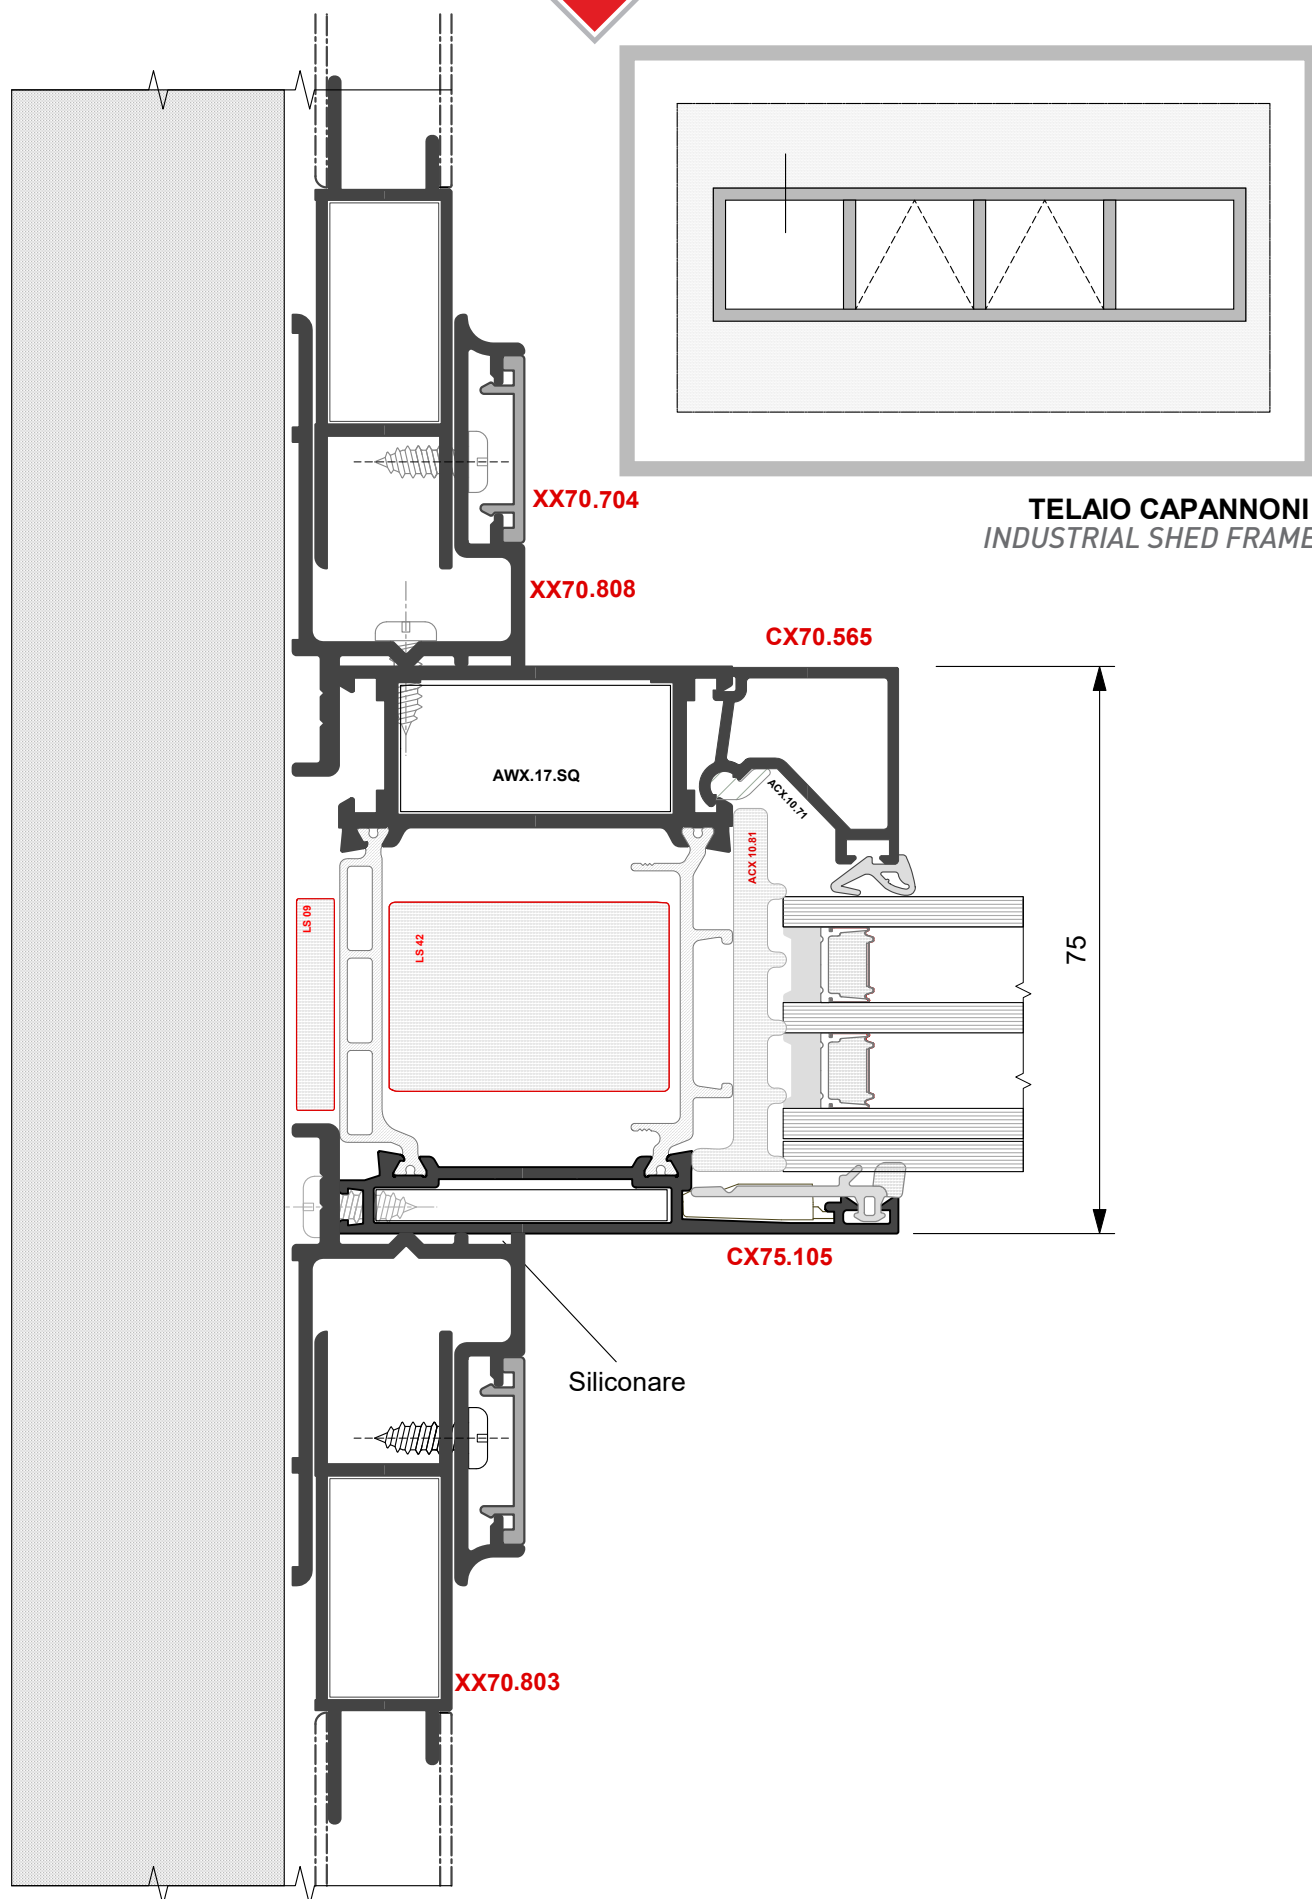 XX70.704
TELAIO CAPANNONI
INDUSTRIAL SHED FRAME
XX70.808
CX70.565
AWX.17.SQ
ACX.10.71
ACX 10.81
LS 09
LS 42
75
CX75.105
Siliconare
XX70.803